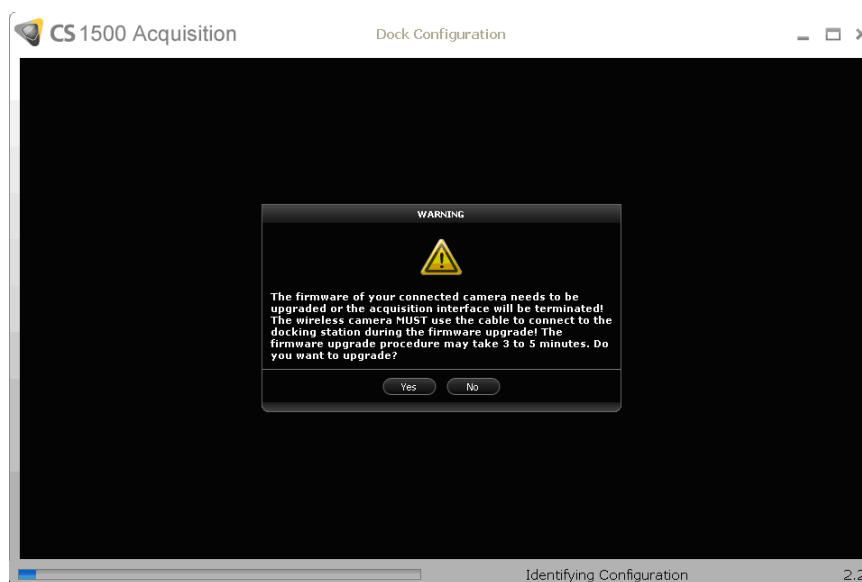 CS 1500 Acquisition
Dock Configuration
WARNING
The firmware of your connected camera needs to be
upgraded or the acquisition interface will be terminated!
The wireless camera MUST use the cable to connect to the
docking station during the firmware upgrade! The
firmware upgrade procedure may take 3 to 5 minutes. Do
you want to upgrade?
Yes
No
Identifying Configuration